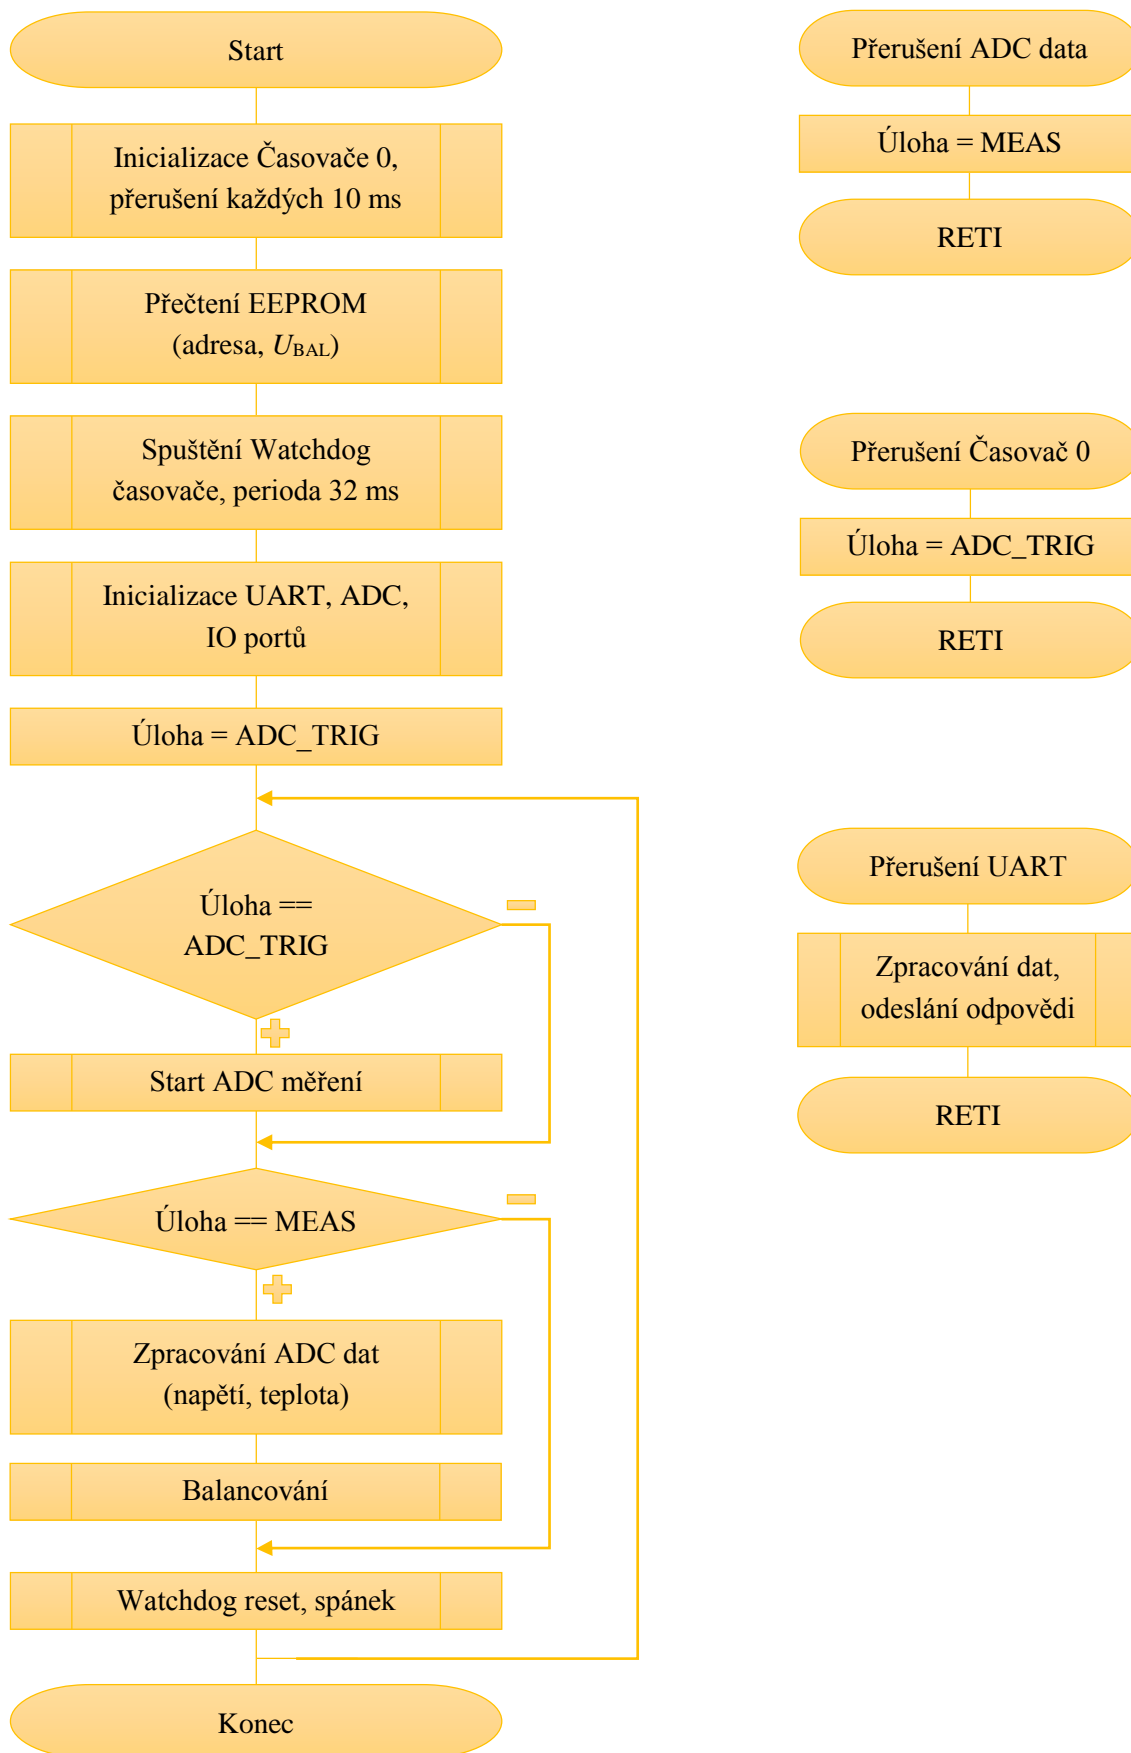 Start
Inicializace Časovače 0,
přerušení každých 10 ms
Přečtení EEPROM
(adresa, UBAL)
Spuštění Watchdog
časovače, perioda 32 ms
Inicializace UART, ADC,
IO portů
Úloha = ADC_TRIG
Úloha ==
ADC_TRIG
Start ADC měření
Úloha == MEAS
Zpracování ADC dat
(napětí, teplota)
Balancování
Watchdog reset, spánek
Konec
Přerušení ADC data
Úloha = MEAS
RETI
Přerušení Časovač 0
Úloha = ADC_TRIG
RETI
Přerušení UART
Zpracování dat,
odeslání odpovědi
RETI